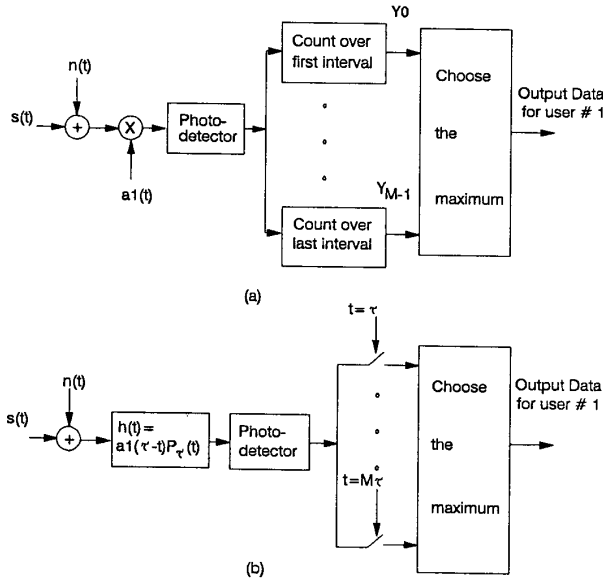 Y0
n(t)
s(t)
+
X
a1(t)
Photo-
detector
Count over
first interval
Y_{M-1}
Count over
last interval
Choose
the
maximum
Output Data
for user # 1
(a)
t=τ
n(t)
s(t)
+
h(t)=
a1(τ-t)P_τ(t)
Photo-
detector
t=Mτ
Choose
the
maximum
Output Data
for user # 1
(b)